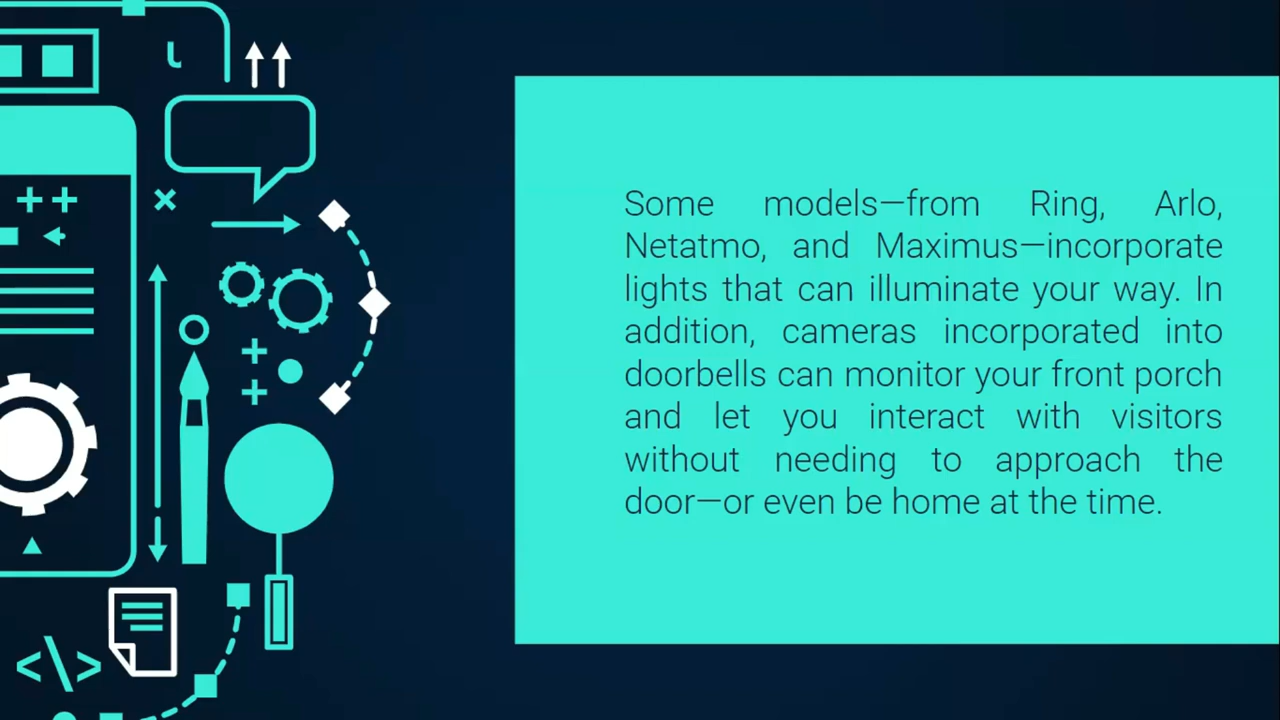 Some models—from Ring, Arlo,
Netatmo, and Maximus—incorporate
lights that can illuminate your way. In
addition, cameras incorporated into
doorbells can monitor your front porch
and let you interact with visitors
without needing to approach the
door—or even be home at the time.